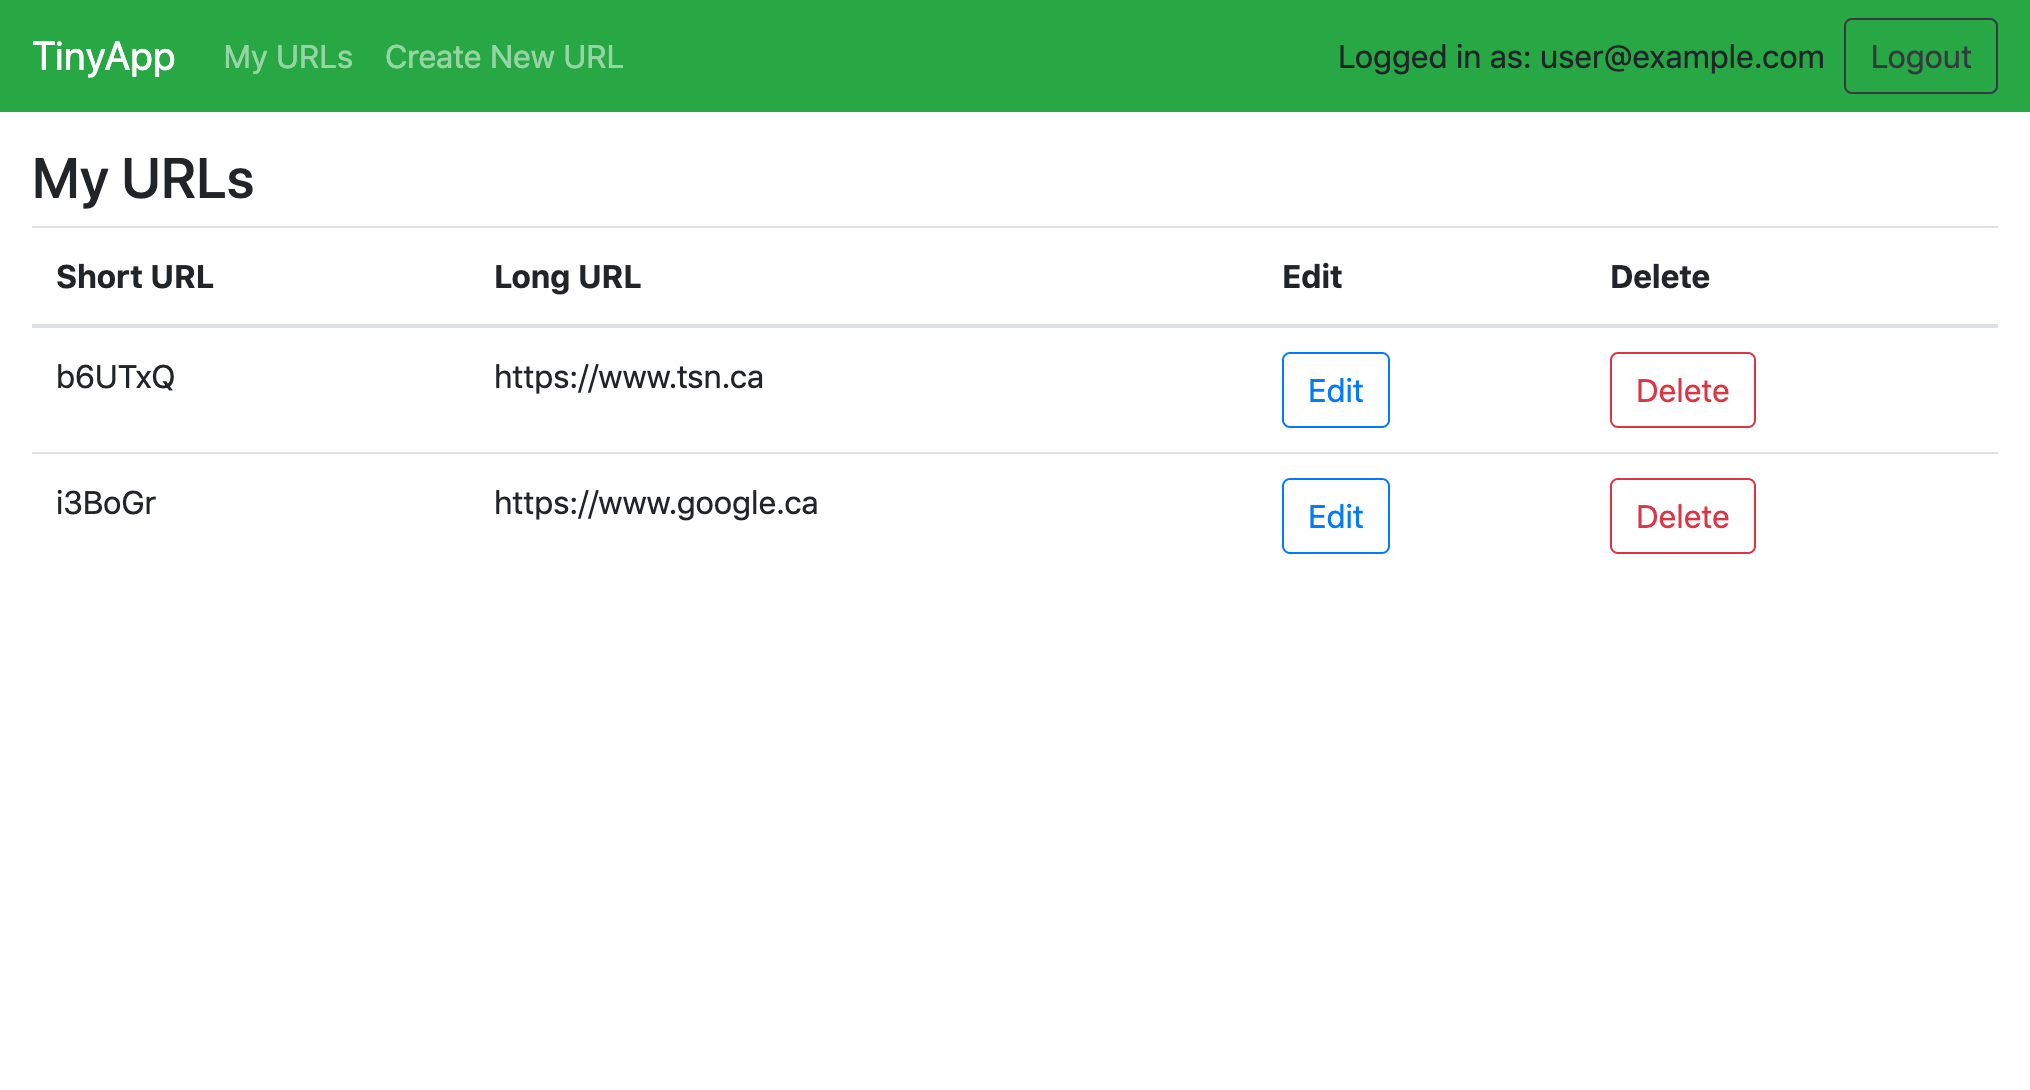 TinyApp My URLs Create New URL Logged in as: user@example.com Logout
My URLs
Short URL Long URL Edit Delete
b6UTxQ https://www.tsn.ca Edit Delete
i3BoGr https://www.google.ca Edit Delete